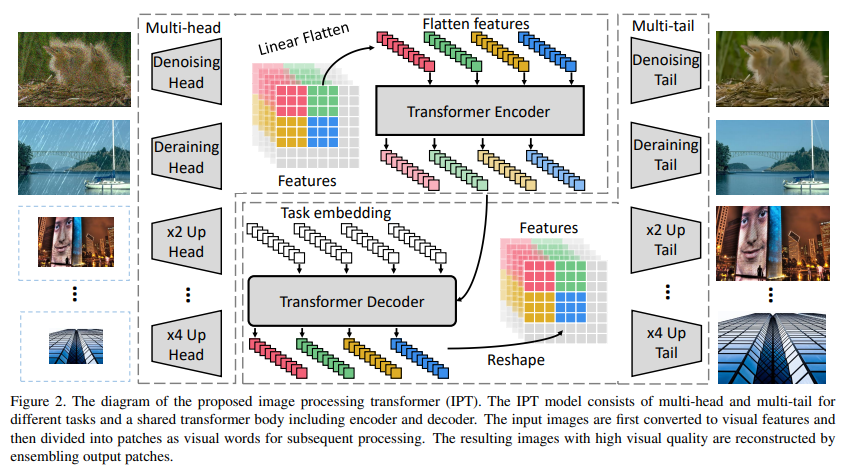 Multi-head
Linear Flatten
Flatten features
Multi-tail
Denoising
Head
Transformer Encoder
Denoising
Tail
Deraining
Head
Features
Deraining
Tail
Task embedding
Features
x2 Up
Head
x2 Up
Tail
Transformer Decoder
x4 Up
Head
Reshape
x4 Up
Tail
Figure 2. The diagram of the proposed image processing transformer (IPT). The IPT model consists of multi-head and multi-tail for
different tasks and a shared transformer body including encoder and decoder. The input images are first converted to visual features and
then divided into patches as visual words for subsequent processing. The resulting images with high visual quality are reconstructed by
ensembling output patches.